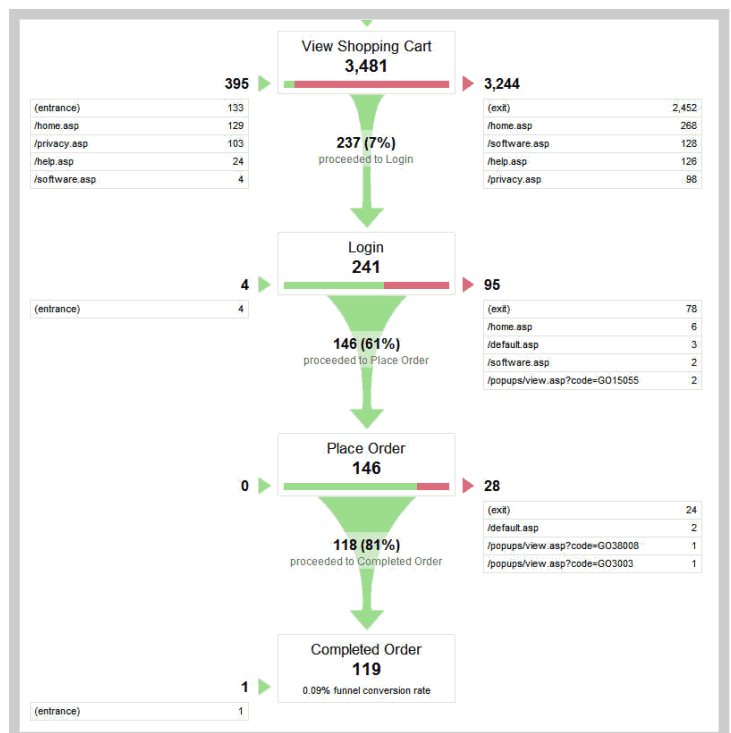 View Shopping Cart
3,481
395
3,244
(entrance) 133
/home.asp 129
/privacy.asp 103
/help.asp 24
/software.asp 4
(exit) 2,452
/home.asp 268
/software.asp 128
/help.asp 126
/privacy.asp 98
237 (7%)
proceeded to Login
Login
241
4
95
(entrance) 4
(exit) 78
/home.asp 6
/default.asp 3
/software.asp 2
/popups/view.asp?code=GO15055 2
146 (61%)
proceeded to Place Order
Place Order
146
0
28
(exit) 24
/default.asp 2
/popups/view.asp?code=GO38008 1
/popups/view.asp?code=GO3003 1
118 (81%)
proceeded to Completed Order
Completed Order
119
0.09% funnel conversion rate
1
(entrance) 1